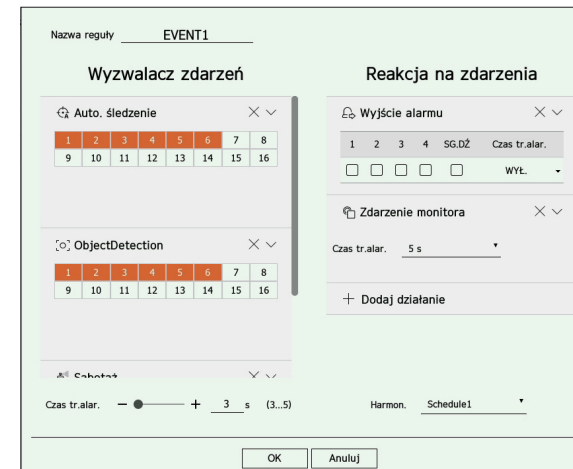 Nazwa reguły EVENT1
Wyzwalacz zdarzeń
Auto. śledzenie
1 2 3 4 5 6 7 8
9 10 11 12 13 14 15 16
[o] ObjectDetection
1 2 3 4 5 6 7 8
9 10 11 12 13 14 15 16
Sabotaż
Czas tr.alar. 3 s (3...5)
Reakcja na zdarzenia
Wyjście alarmu
1 2 3 4 SG.DŹ Czas tr.alar.
WYŁ.
Zdarzenie monitora
Czas tr.alar. 5 s
Dodaj działanie
Harmon. Schedule1
OK Anuluj